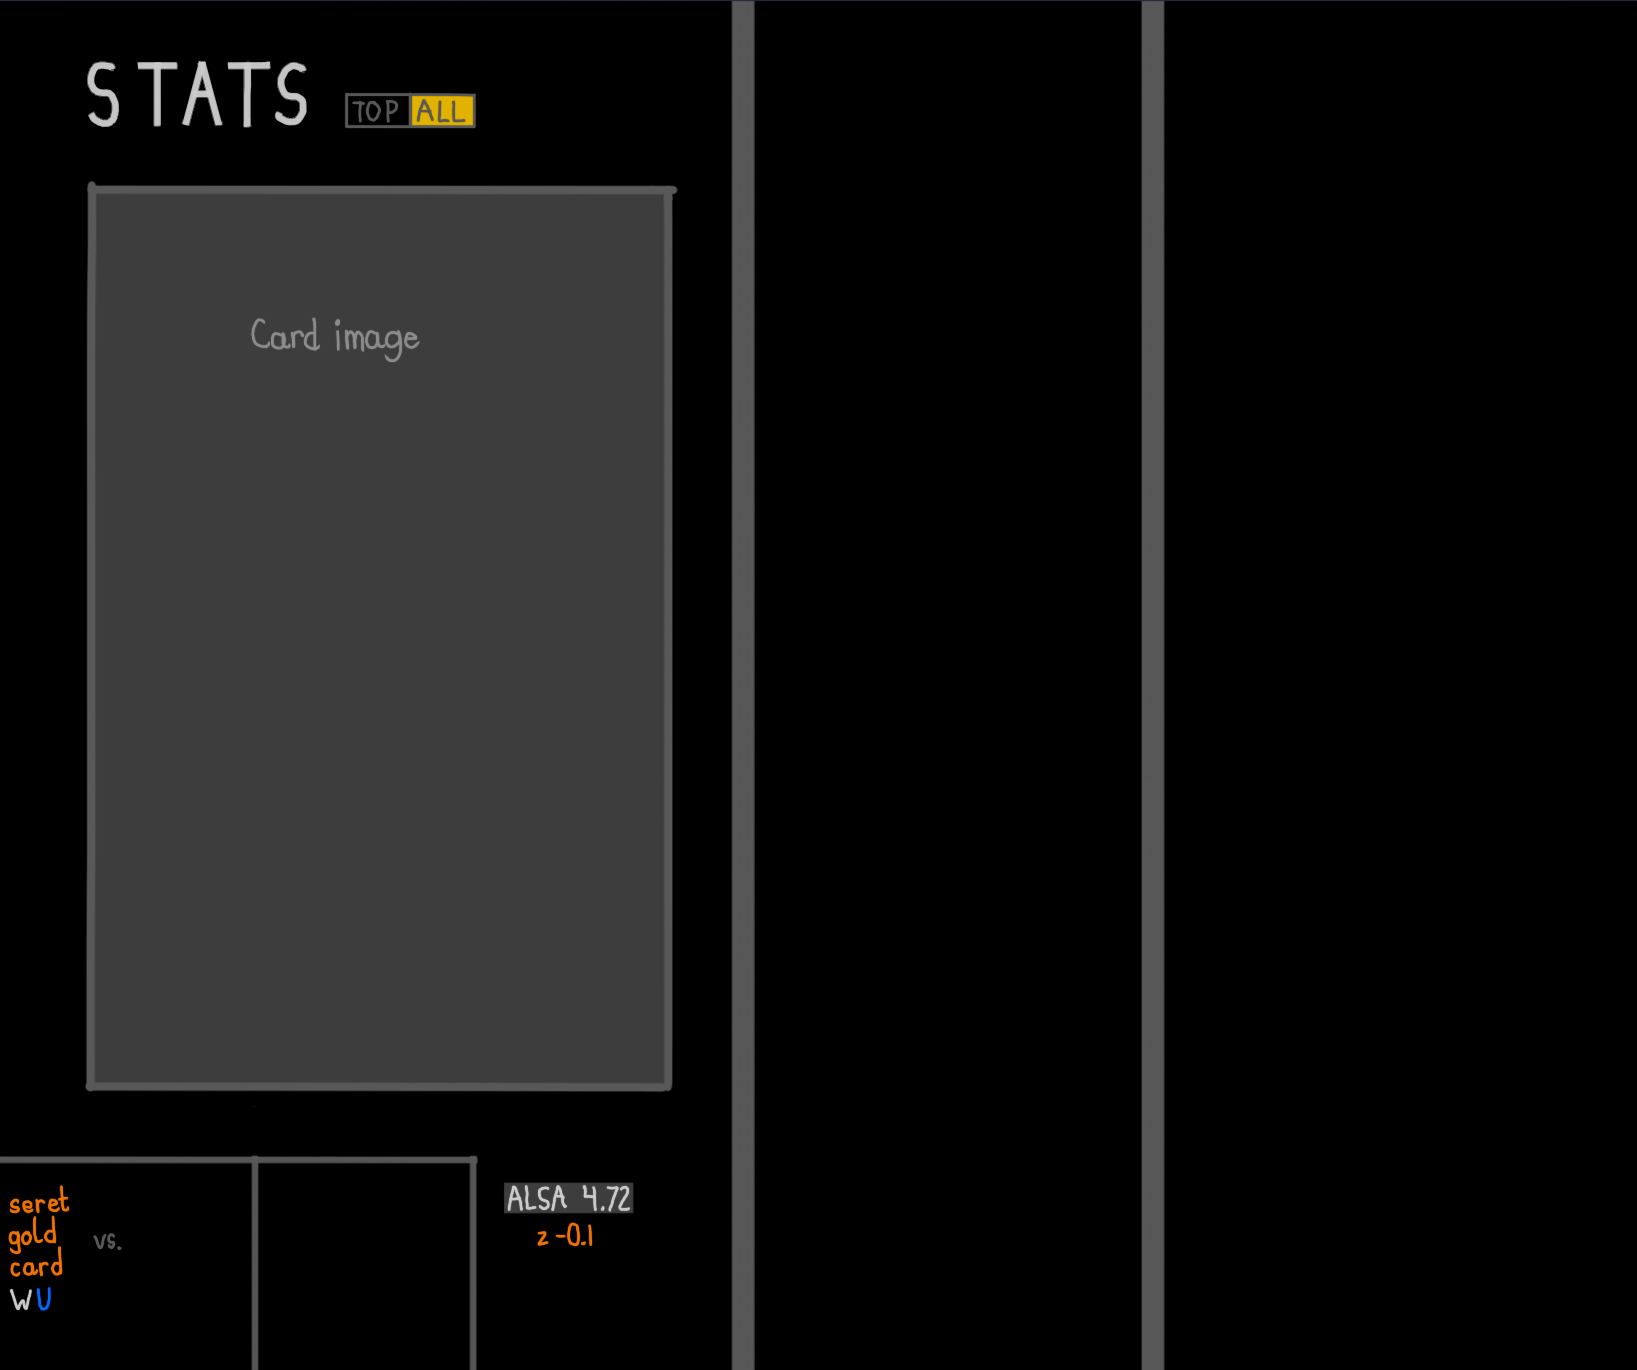 STATS
TOP ALL
Card image
seret
gold
card
WU
vs.
ALSA 4.72
z -0.1